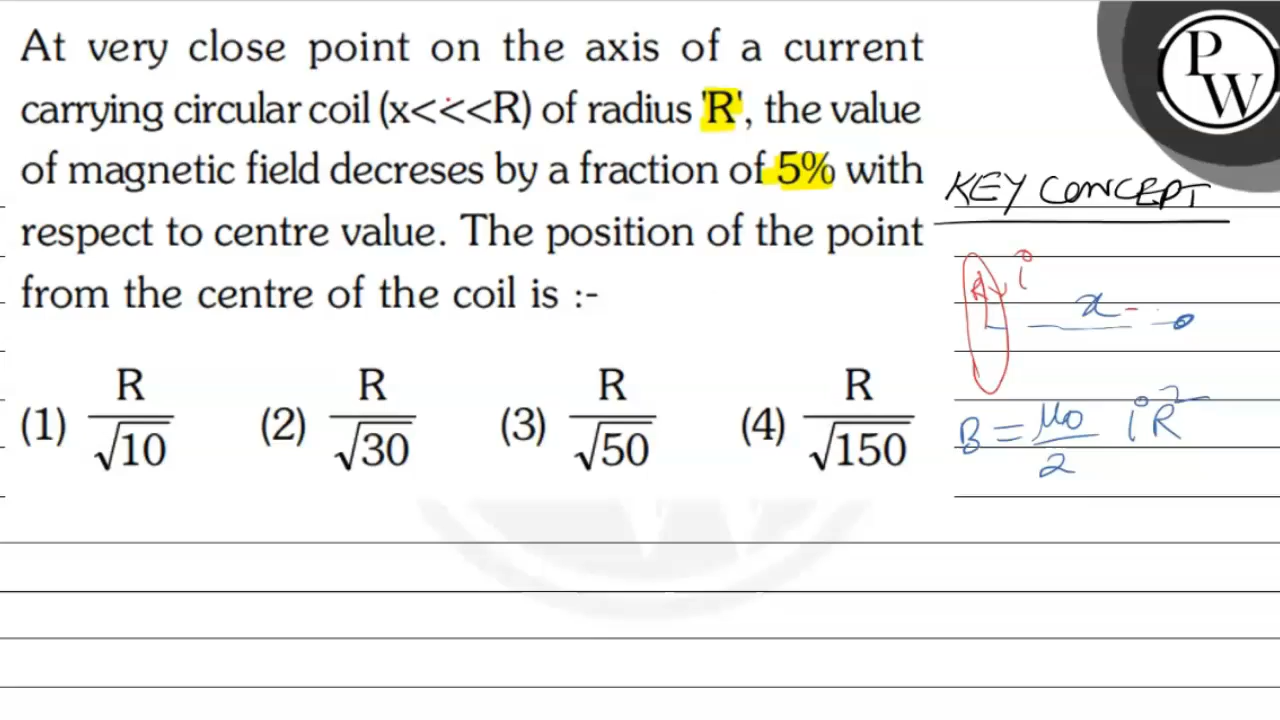 At very close point on the axis of a current
carrying circular coil (x<<<R) of radius 'R', the value
of magnetic field decreses by a fraction of 5% with
respect to centre value. The position of the point
from the centre of the coil is :-
(1) R/√10 (2) R/√30 (3) R/√50 (4) R/√150
P
W
KEY CONCEPT
R i
x
B = μ0/2 iR²